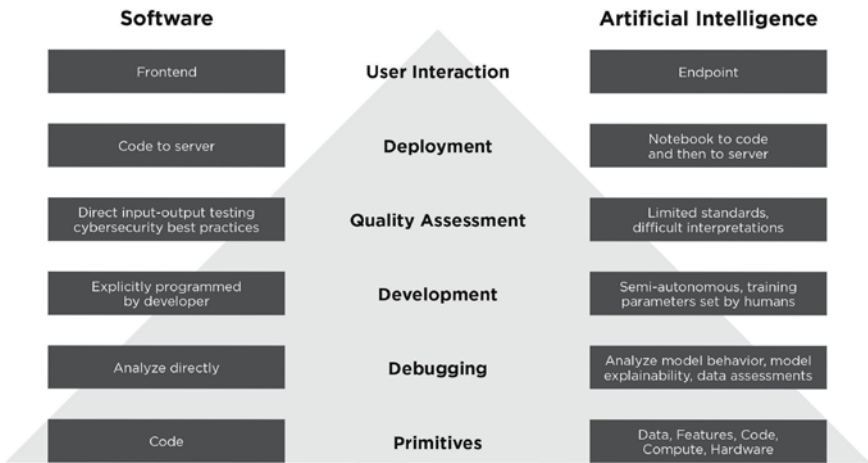 Software
Artificial Intelligence
Frontend
User Interaction
Endpoint
Code to server
Deployment
Notebook to code
and then to server
Direct input-output testing
cybersecurity best practices
Quality Assessment
Limited standards,
difficult interpretations
Explicitly programmed
by developer
Development
Semi-autonomous, training
parameters set by humans
Analyze directly
Debugging
Analyze model behavior, model
explainability, data assessments
Code
Primitives
Data, Features, Code,
Compute, Hardware